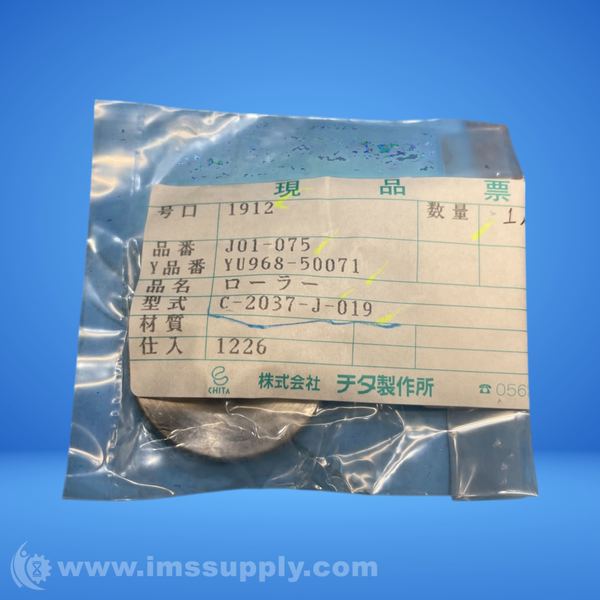 現品票
号口 1912 数量 1
品番 J01-075
Y品番 YU968-50071
品名 ローラー
型式 C-2037-J-019
材質
仕入 1226
CHITA 株式会社 チタ製作所 ☎056
www.imssupply.com